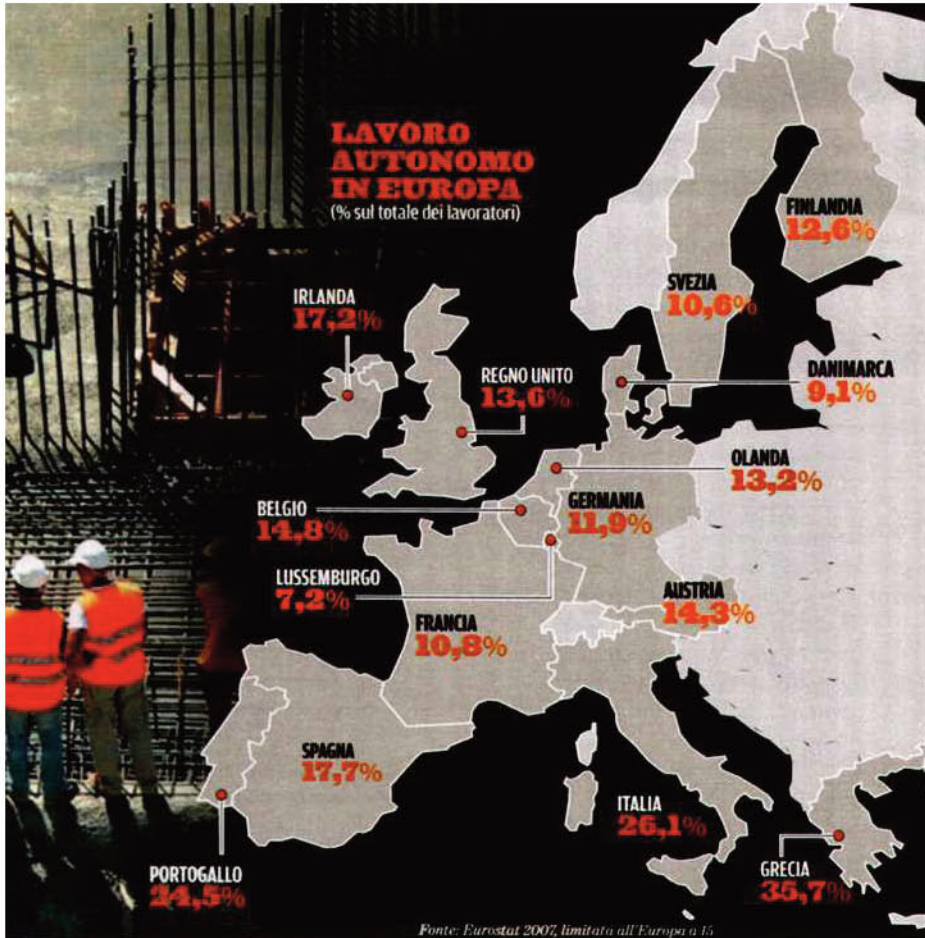 LAVORO
AUTONOMO
IN EUROPA
(% sul totale dei lavoratori)
FINLANDIA
12,6%
SVEZIA
10,6%
IRLANDA
17,2%
REGNO UNITO
13,6%
DANIMARCA
9,1%
OLANDA
13,2%
BELGIO
14,8%
GERMANIA
11,9%
LUSSEMBURGO
7,2%
AUSTRIA
14,3%
FRANCIA
10,8%
SPAGNA
17,7%
ITALIA
26,1%
PORTOGALLO
24,5%
GRECIA
35,7%
Fonte: Eurostat 2007, limitata all'Europa a 15